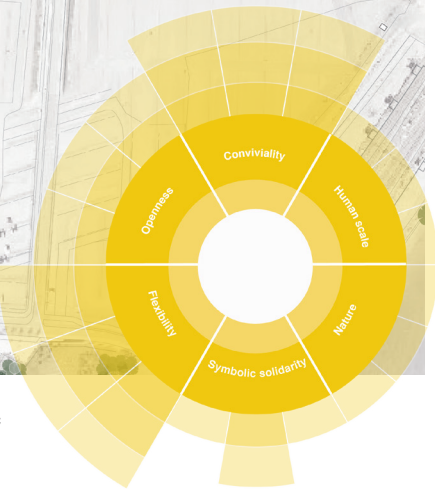 Conviviality
Human scale
Nature
Symbolic solidarity
Flexibility
Openness